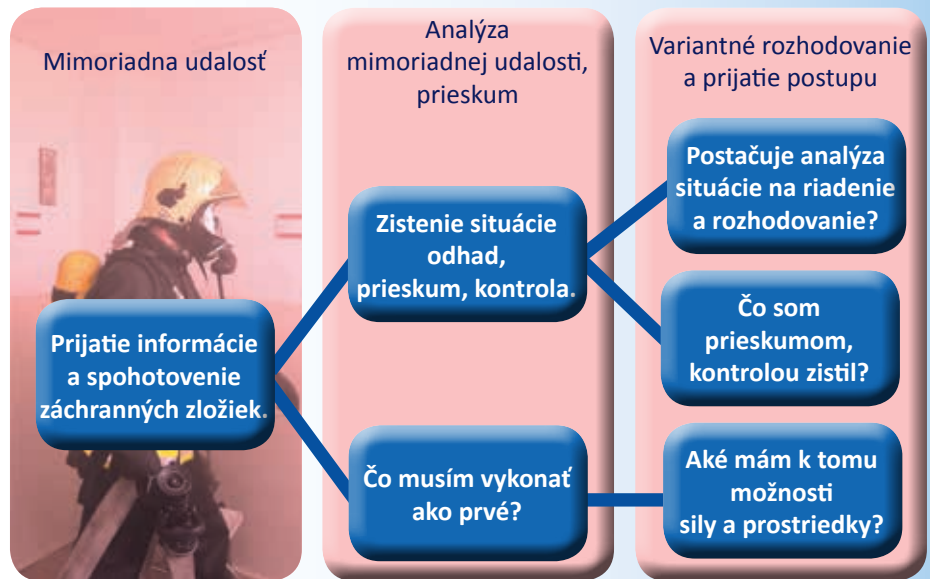 Mimoriadna udalosť
Prijatie informácie
a spohotovenie
záchranných zložiek.
Analýza
mimoriadnej udalosti,
prieskum
Zistenie situácie
odhad,
prieskum, kontrola.
Čo musím vykonať
ako prvé?
Variantné rozhodovanie
a prijatie postupu
Postačuje analýza
situácie na riadenie
a rozhodovanie?
Čo som
prieskumom,
kontrolou zistil?
Aké mám k tomu
možnosti
sily a prostriedky?